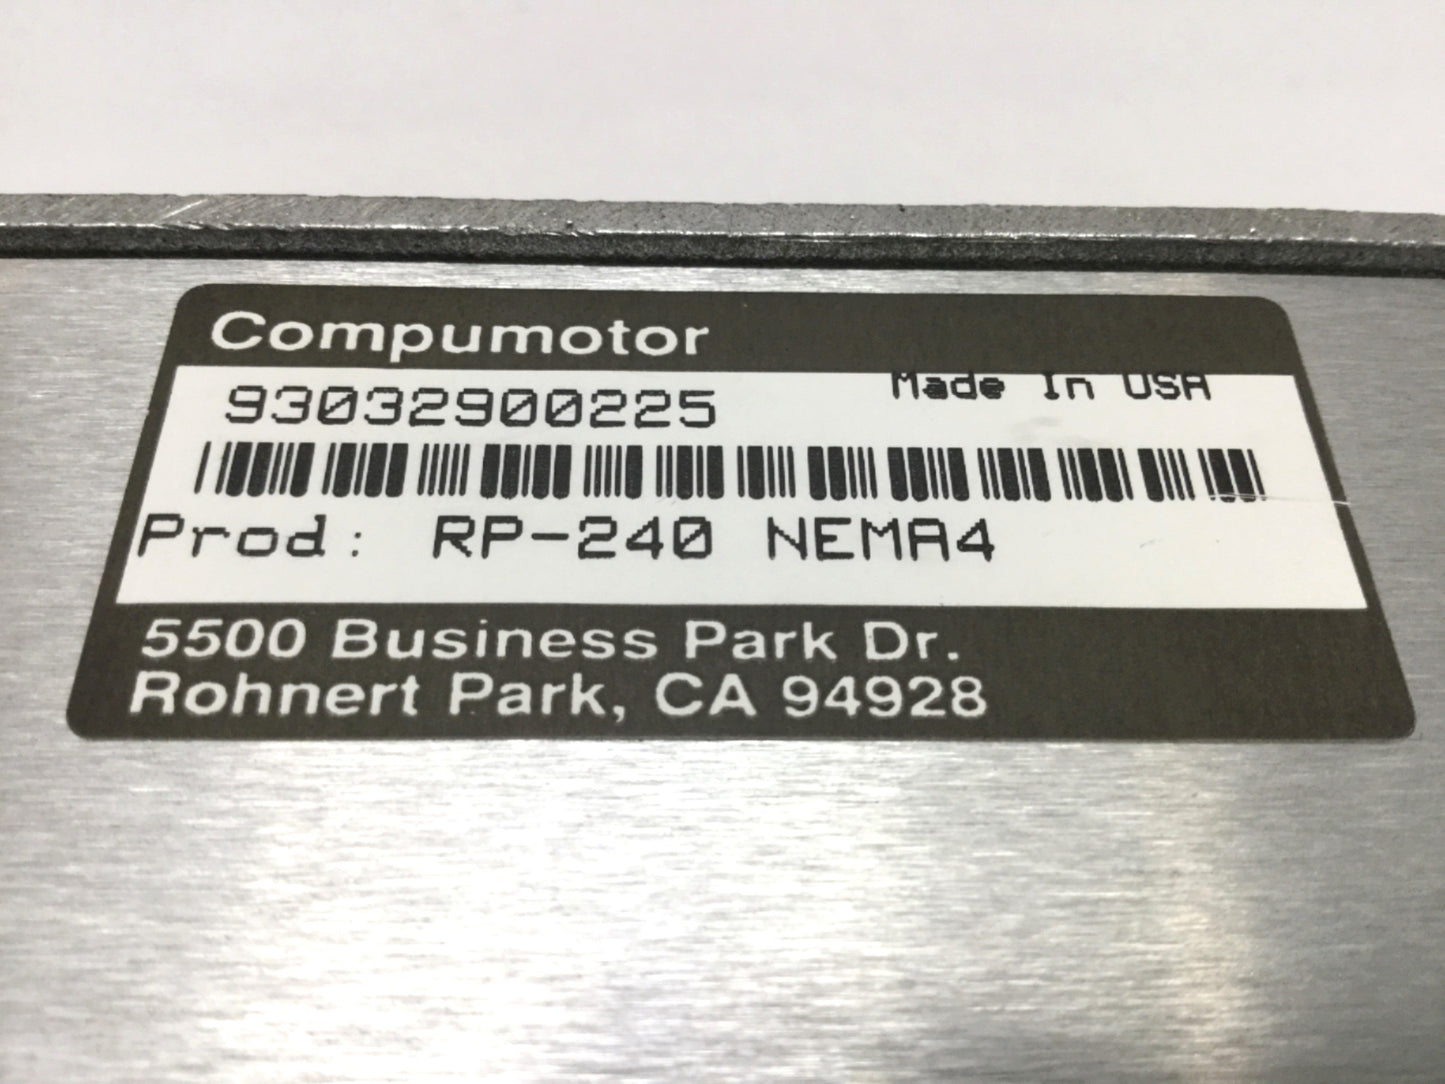 Compumotor
Made In USA
93032900225
Prod: RP-240 NEMA4
5500 Business Park Dr.
Rohnert Park, CA 94928